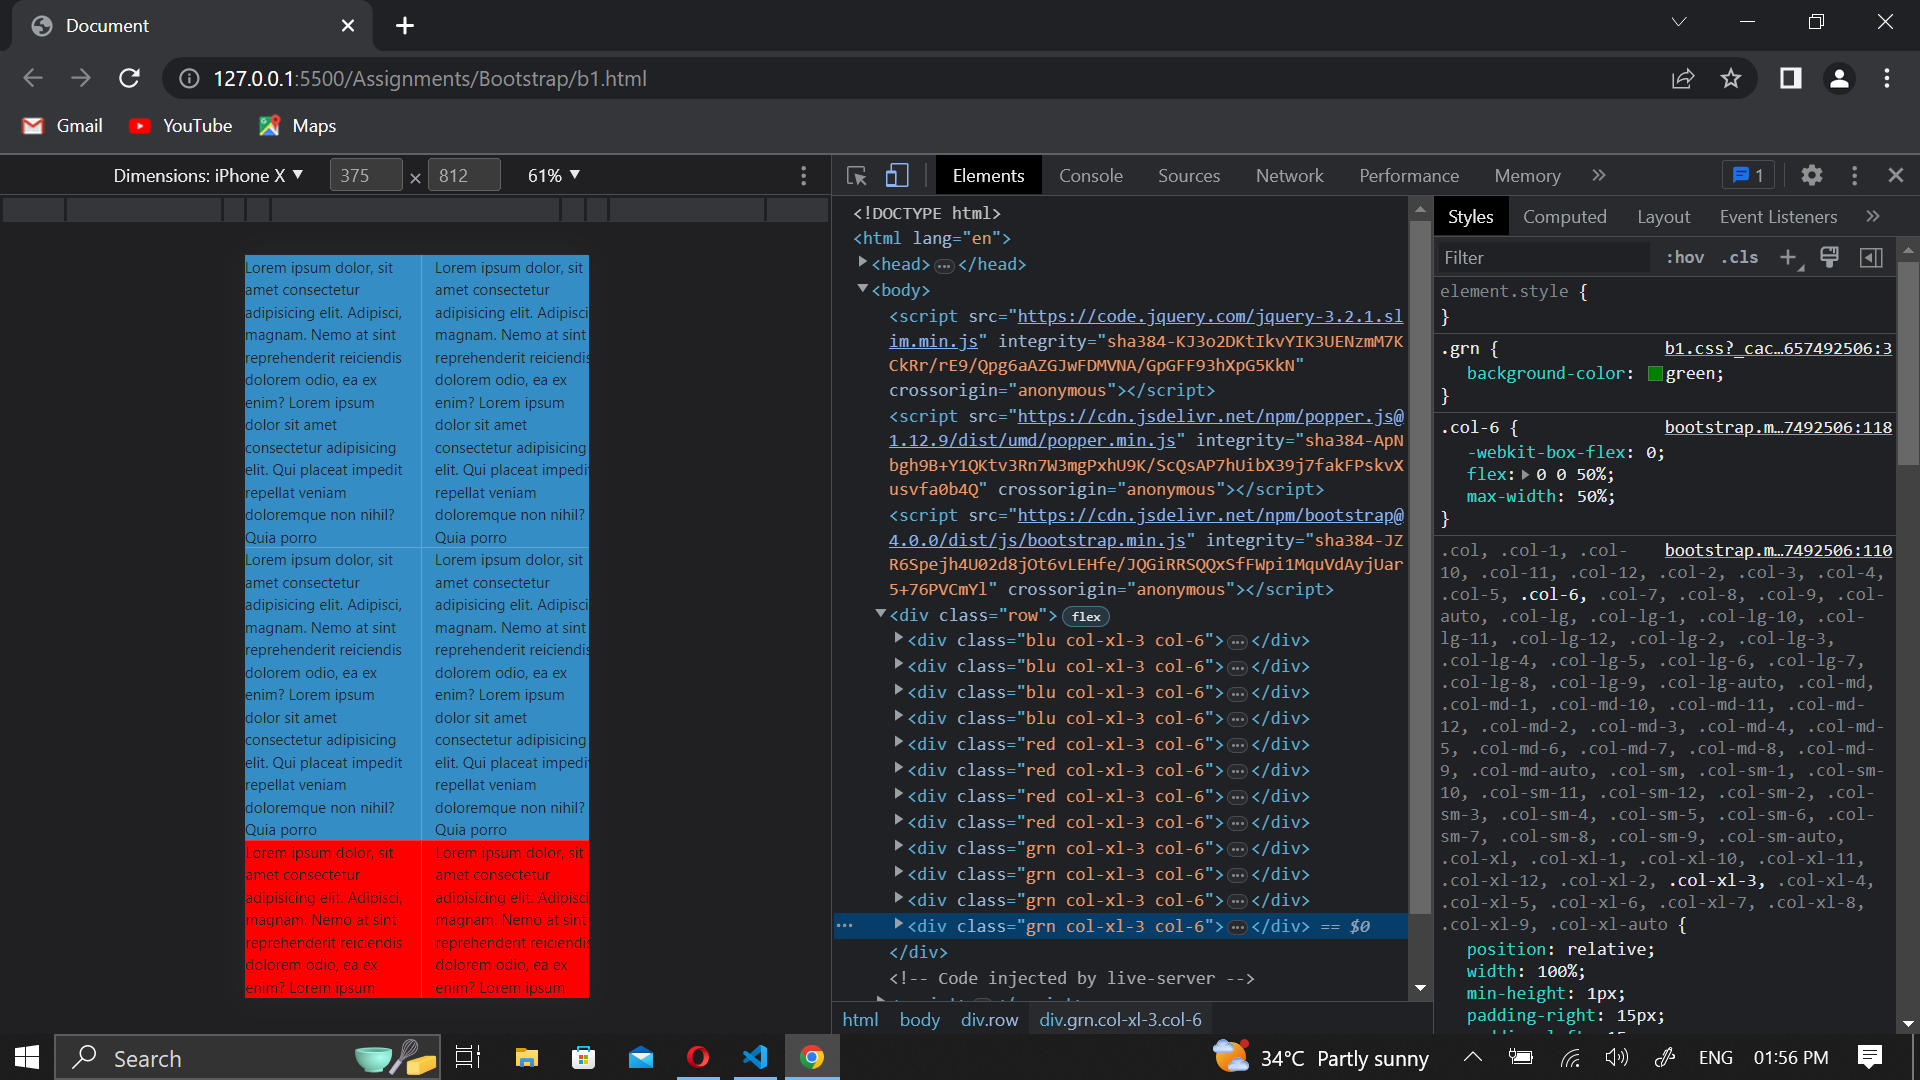 Document
127.0.0.1:5500/Assignments/Bootstrap/b1.html
Gmail YouTube Maps
Dimensions: iPhone X ▼ 375 × 812 61% ▼
Lorem ipsum dolor, sit
amet consectetur
adipisicing elit. Adipisci,
magnam. Nemo at sint
reprehenderit reiciendis
dolorem odio, ea ex
enim? Lorem ipsum
dolor sit amet
consectetur adipisicing
elit. Qui placeat impedit
repellat veniam
doloremque non nihil?
Quia porro
Lorem ipsum dolor, sit
amet consectetur
adipisicing elit. Adipisci,
magnam. Nemo at sint
reprehenderit reiciendis
dolorem odio, ea ex
enim? Lorem ipsum
dolor sit amet
consectetur adipisicing
elit. Qui placeat impedit
repellat veniam
doloremque non nihil?
Quia porro
Lorem ipsum dolor, sit
amet consectetur
adipisicing elit. Adipisci,
magnam. Nemo at sint
reprehenderit reiciendis
dolorem odio, ea ex
enim? Lorem ipsum
dolor sit amet
consectetur adipisicing
elit. Qui placeat impedit
repellat veniam
doloremque non nihil?
Quia porro
Lorem ipsum dolor, sit
amet consectetur
adipisicing elit. Adipisci,
magnam. Nemo at sint
reprehenderit reiciendis
dolorem odio, ea ex
enim? Lorem ipsum
dolor sit amet
consectetur adipisicing
elit. Qui placeat impedit
repellat veniam
doloremque non nihil?
Quia porro
Lorem ipsum dolor, sit
amet consectetur
adipisicing elit. Adipisci,
magnam. Nemo at sint
reprehenderit reiciendis
dolorem odio, ea ex
enim? Lorem ipsum
Lorem ipsum dolor, sit
amet consectetur
adipisicing elit. Adipisci,
magnam. Nemo at sint
reprehenderit reiciendis
dolorem odio, ea ex
enim? Lorem ipsum
Elements Console Sources Network Performance Memory » 1
<!DOCTYPE html>
<html lang="en">
<head>…</head>
<body>
<script src="https://code.jquery.com/jquery-3.2.1.sl
im.min.js" integrity="sha384-KJ3o2DKtIkvYIK3UENzmM7K
CkRr/rE9/Qpg6aAZGJwFDMVNA/GpGFF93hXpG5KkN"
crossorigin="anonymous"></script>
<script src="https://cdn.jsdelivr.net/npm/popper.js@
1.12.9/dist/umd/popper.min.js" integrity="sha384-ApN
bgh9B+Y1QKtv3Rn7W3mgPxhU9K/ScQsAP7hUibX39j7fakFPskvX
usvfa0b4Q" crossorigin="anonymous"></script>
<script src="https://cdn.jsdelivr.net/npm/bootstrap@
4.0.0/dist/js/bootstrap.min.js" integrity="sha384-JZ
R6Spejh4U02d8jOt6vLEHfe/JQGiRRSQQxSfFWpi1MquVdAyjUar
5+76PVCmYl" crossorigin="anonymous"></script>
<div class="row"> flex
<div class="blu col-xl-3 col-6">…</div>
<div class="blu col-xl-3 col-6">…</div>
<div class="blu col-xl-3 col-6">…</div>
<div class="blu col-xl-3 col-6">…</div>
<div class="red col-xl-3 col-6">…</div>
<div class="red col-xl-3 col-6">…</div>
<div class="red col-xl-3 col-6">…</div>
<div class="red col-xl-3 col-6">…</div>
<div class="grn col-xl-3 col-6">…</div>
<div class="grn col-xl-3 col-6">…</div>
<div class="grn col-xl-3 col-6">…</div>
<div class="grn col-xl-3 col-6">…</div> == $0
</div>
<!-- Code injected by live-server -->
html body div.row div.grn.col-xl-3.col-6
Styles Computed Layout Event Listeners »
Filter :hov .cls
element.style {
}
.grn { b1.css?_cac…657492506:3
background-color: green;
}
.col-6 { bootstrap.m…7492506:118
-webkit-box-flex: 0;
flex: 0 0 50%;
max-width: 50%;
}
.col, .col-1, .col- bootstrap.m…7492506:110
10, .col-11, .col-12, .col-2, .col-3, .col-4,
.col-5, .col-6, .col-7, .col-8, .col-9, .col-
auto, .col-lg, .col-lg-1, .col-lg-10, .col-
lg-11, .col-lg-12, .col-lg-2, .col-lg-3,
.col-lg-4, .col-lg-5, .col-lg-6, .col-lg-7,
.col-lg-8, .col-lg-9, .col-lg-auto, .col-md,
.col-md-1, .col-md-10, .col-md-11, .col-md-
12, .col-md-2, .col-md-3, .col-md-4, .col-md-
5, .col-md-6, .col-md-7, .col-md-8, .col-md-
9, .col-md-auto, .col-sm, .col-sm-1, .col-sm-
10, .col-sm-11, .col-sm-12, .col-sm-2, .col-
sm-3, .col-sm-4, .col-sm-5, .col-sm-6, .col-
sm-7, .col-sm-8, .col-sm-9, .col-sm-auto,
.col-xl, .col-xl-1, .col-xl-10, .col-xl-11,
.col-xl-12, .col-xl-2, .col-xl-3, .col-xl-4,
.col-xl-5, .col-xl-6, .col-xl-7, .col-xl-8,
.col-xl-9, .col-xl-auto {
position: relative;
width: 100%;
min-height: 1px;
padding-right: 15px;
Search
34°C Partly sunny ENG 01:56 PM